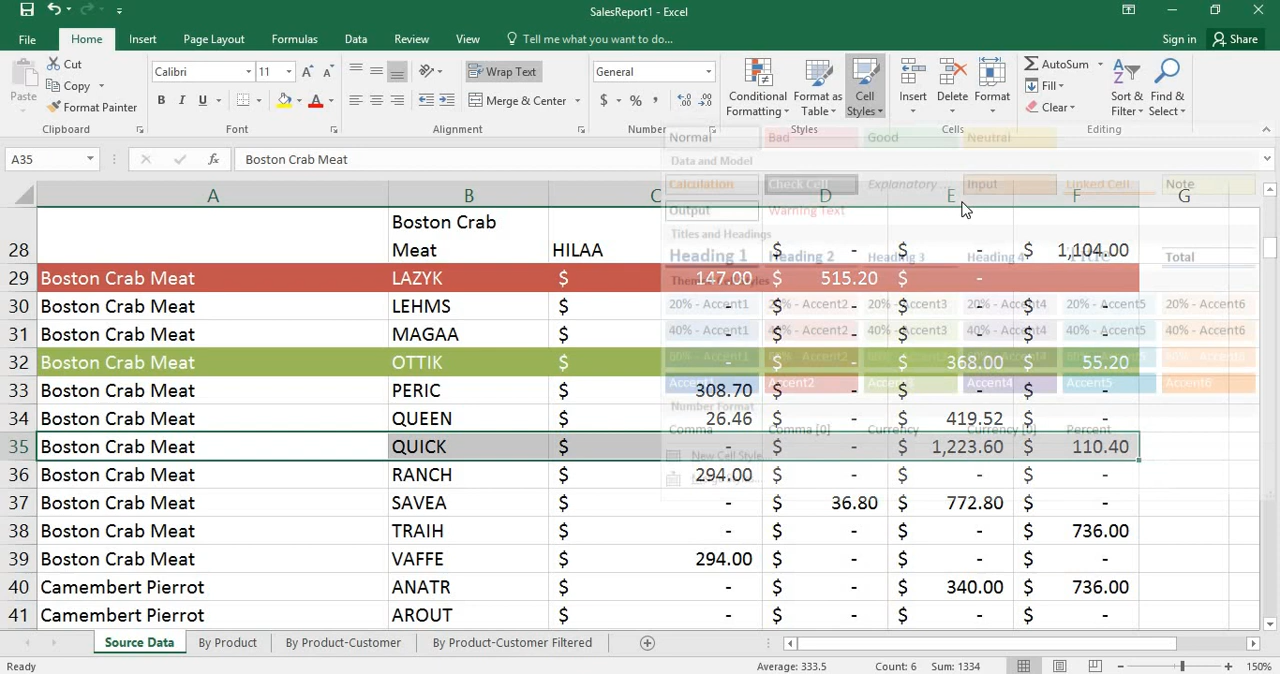 SalesReport1 - Excel
File Home Insert Page Layout Formulas Data Review View Tell me what you want to do... Sign in Share
Paste Cut Copy Format Painter
Calibri 11 A A B I U A
Wrap Text Merge & Center
General $ % ,
Conditional Formatting Format as Table Cell Styles
Insert Delete Format
AutoSum Fill Clear Sort & Filter Find & Select
Clipboard Font Alignment Number Styles Cells Editing
A35 fx Boston Crab Meat
Normal Bad Good Neutral
Data and Model
Calculation Check Cell Explanatory ... Input Linked Cell Note
Output Warning Text
Titles and Headings
Heading 1 Heading 2 Heading 3 Heading 4 Title Total
20% - Accent1 20% - Accent2 20% - Accent3 20% - Accent4 20% - Accent5 20% - Accent6
40% - Accent1 40% - Accent2 40% - Accent3 40% - Accent4 40% - Accent5 40% - Accent6
60% - Accent1 60% - Accent2 60% - Accent5 60% - Accent6
Accent1 Accent2 Accent3 Accent4 Accent5 Accent6
Number Format
Comma Comma [0] Currency Currency [0] Percent
New Cell Style...
A B C D E F G
28 Boston Crab Meat HILAA $ - $ - $ 1,104.00
29 Boston Crab Meat LAZYK $ 147.00 $ 515.20 $ -
30 Boston Crab Meat LEHMS $ - $ - $ - $ -
31 Boston Crab Meat MAGAA $ - $ - $ - $ -
32 Boston Crab Meat OTTIK $ - $ - $ 368.00 $ 55.20
33 Boston Crab Meat PERIC $ 308.70 $ - $ - $ -
34 Boston Crab Meat QUEEN $ 26.46 $ - $ 419.52 $ -
35 Boston Crab Meat QUICK $ - $ - $ 1,223.60 $ 110.40
36 Boston Crab Meat RANCH $ 294.00 $ - $ - $ -
37 Boston Crab Meat SAVEA $ - $ 36.80 $ 772.80 $ -
38 Boston Crab Meat TRAIH $ - $ - $ - $ 736.00
39 Boston Crab Meat VAFFE $ 294.00 $ - $ - $ -
40 Camembert Pierrot ANATR $ - $ - $ 340.00 $ 736.00
41 Camembert Pierrot AROUT $ - $ - $ - $ -
Source Data By Product By Product-Customer By Product-Customer Filtered
Ready Average: 333.5 Count: 6 Sum: 1334 150%